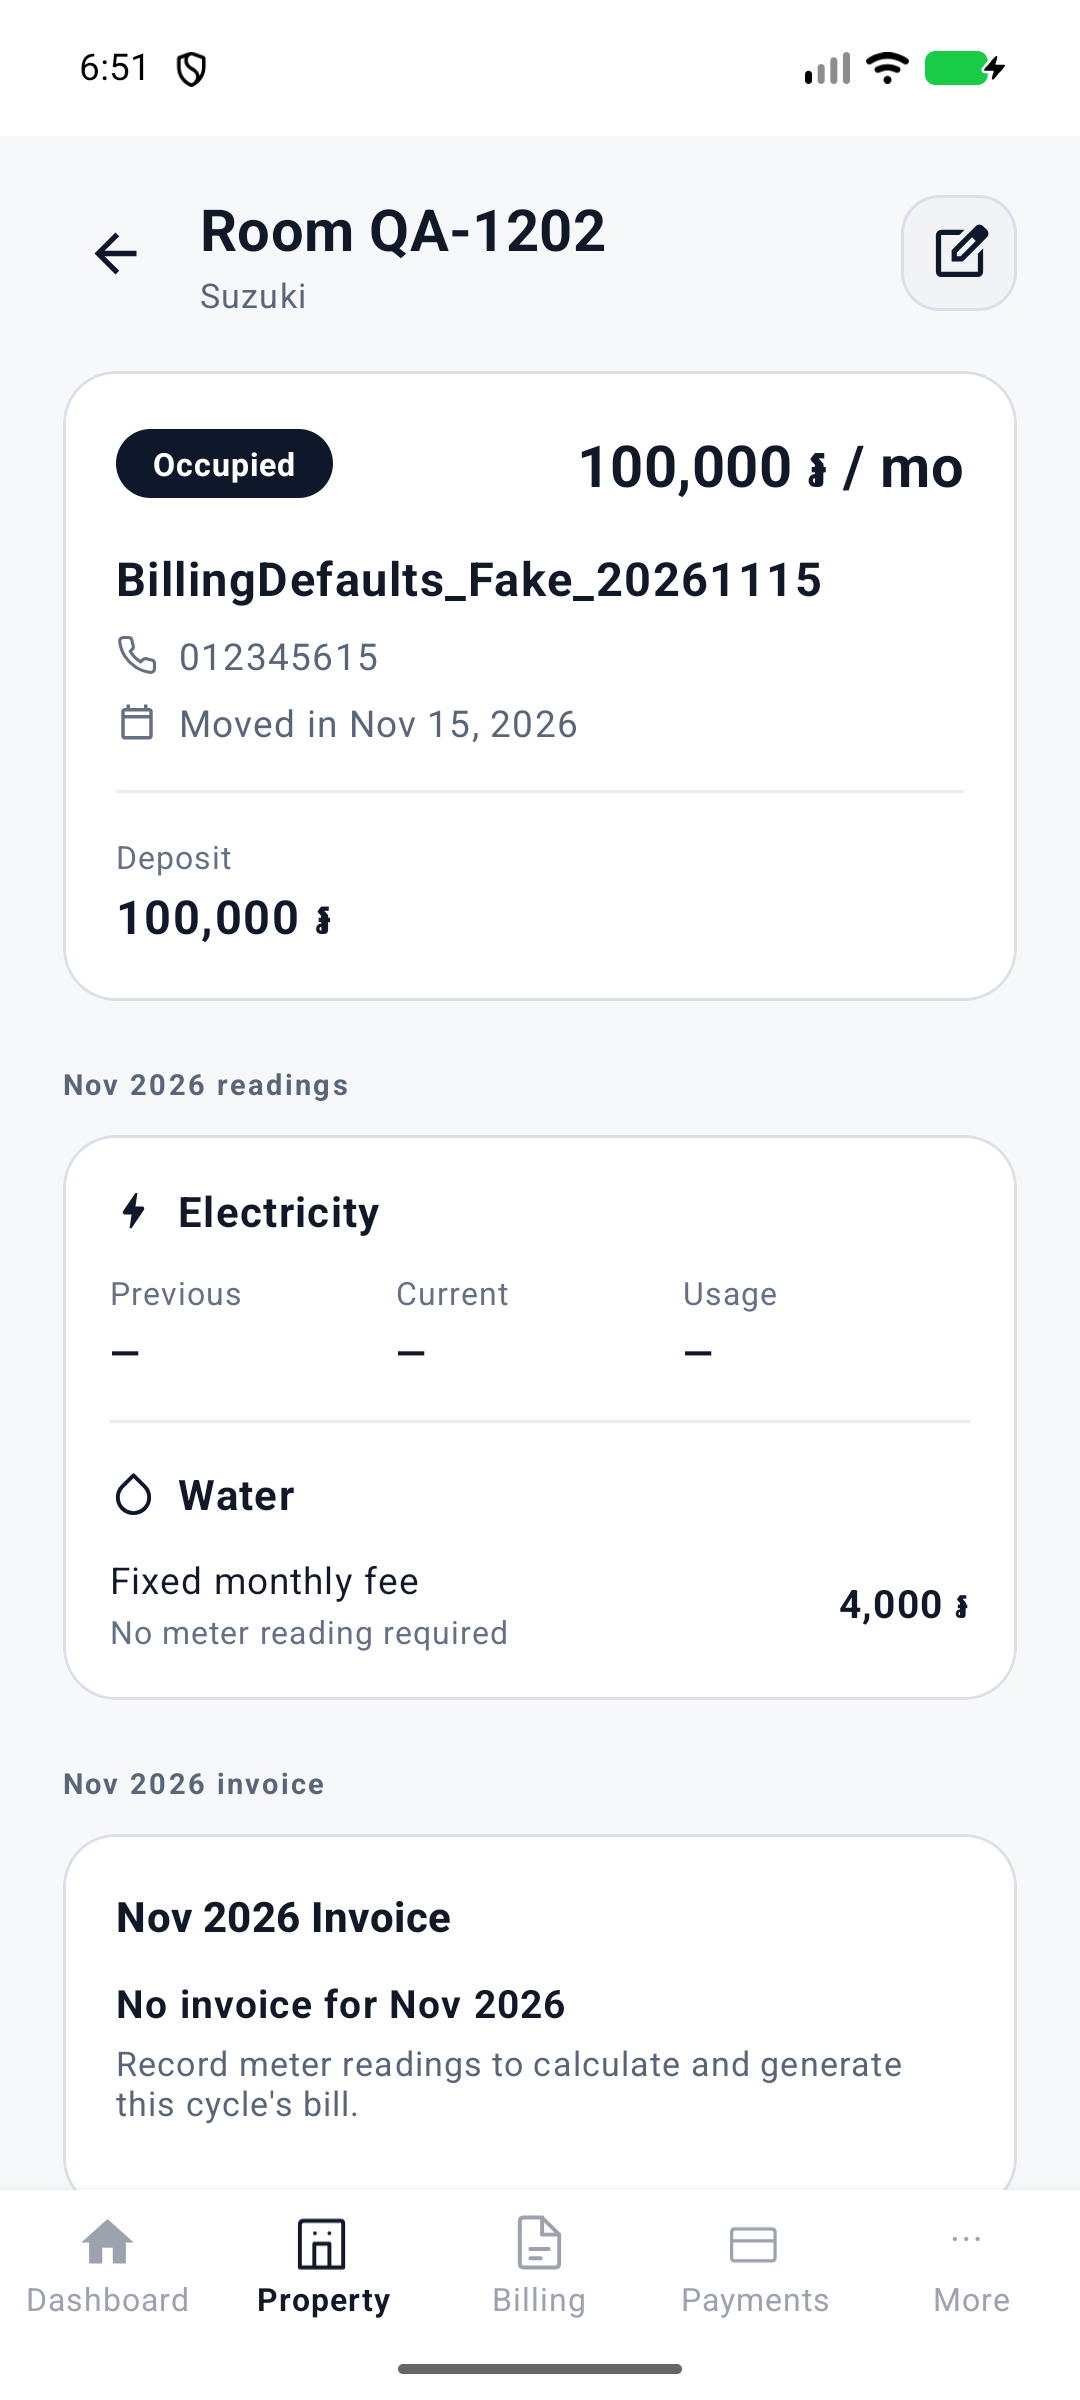 6:51
Room QA-1202
Suzuki
Occupied
100,000 ៛ / mo
BillingDefaults_Fake_20261115
012345615
Moved in Nov 15, 2026
Deposit
100,000 ៛
Nov 2026 readings
Electricity
Previous Current Usage
– – –
Water
Fixed monthly fee
4,000 ៛
No meter reading required
Nov 2026 invoice
Nov 2026 Invoice
No invoice for Nov 2026
Record meter readings to calculate and generate
this cycle's bill.
Dashboard Property Billing Payments More